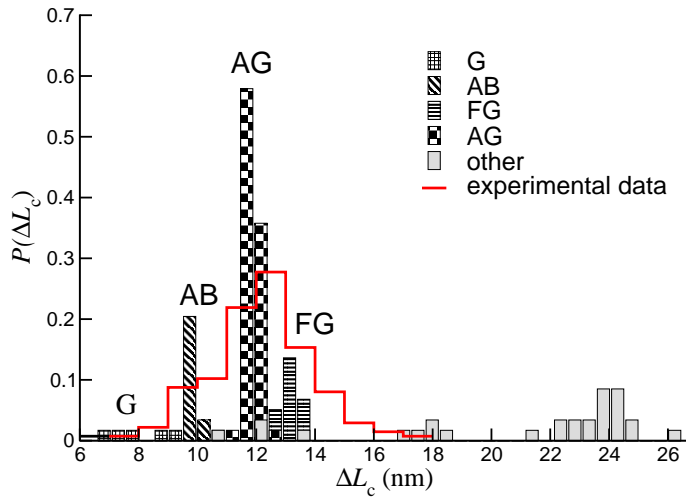 0.7
0.6
0.5
0.4
0.3
0.2
0.1
0
P(ΔLc)
AG
AB
FG
G
G
AB
FG
AG
other
experimental data
6 8 10 12 14 16 18 20 22 24 26
ΔLc (nm)